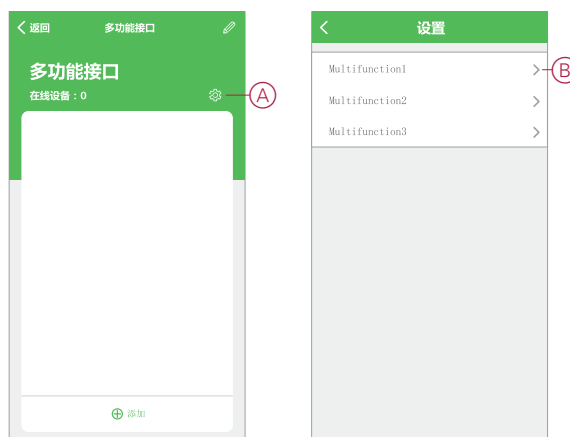 返回 多功能接口
多功能接口
在线设备：0
A
添加
设置
Multifunction1
B
Multifunction2
Multifunction3